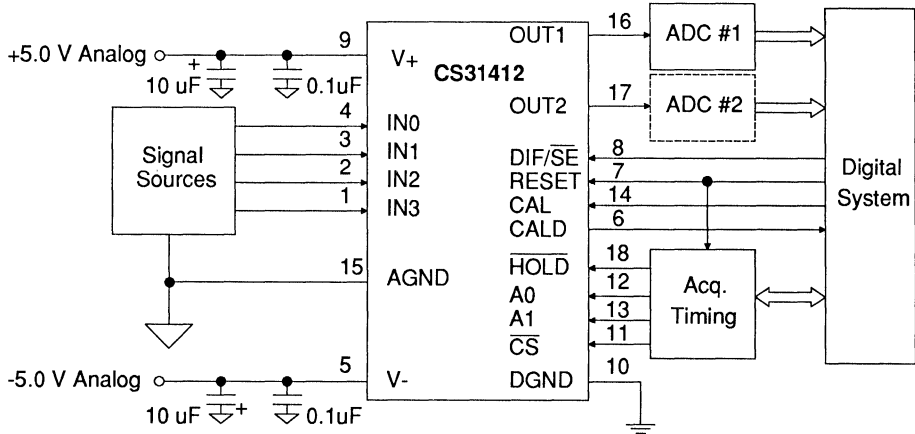 +5.0 V Analog
+
10 uF
0.1uF
9
V+
CS31412
OUT1
16
ADC #1
OUT2
17
ADC #2
Signal
Sources
4
IN0
3
IN1
2
IN2
1
IN3
DIF/S̅E̅
8
RESET
7
CAL
14
CALD
6
Digital
System
15
AGND
H̅O̅L̅D̅
18
A0
12
A1
13
C̅S̅
11
Acq.
Timing
-5.0 V Analog
10 uF
+
0.1uF
5
V-
DGND
10